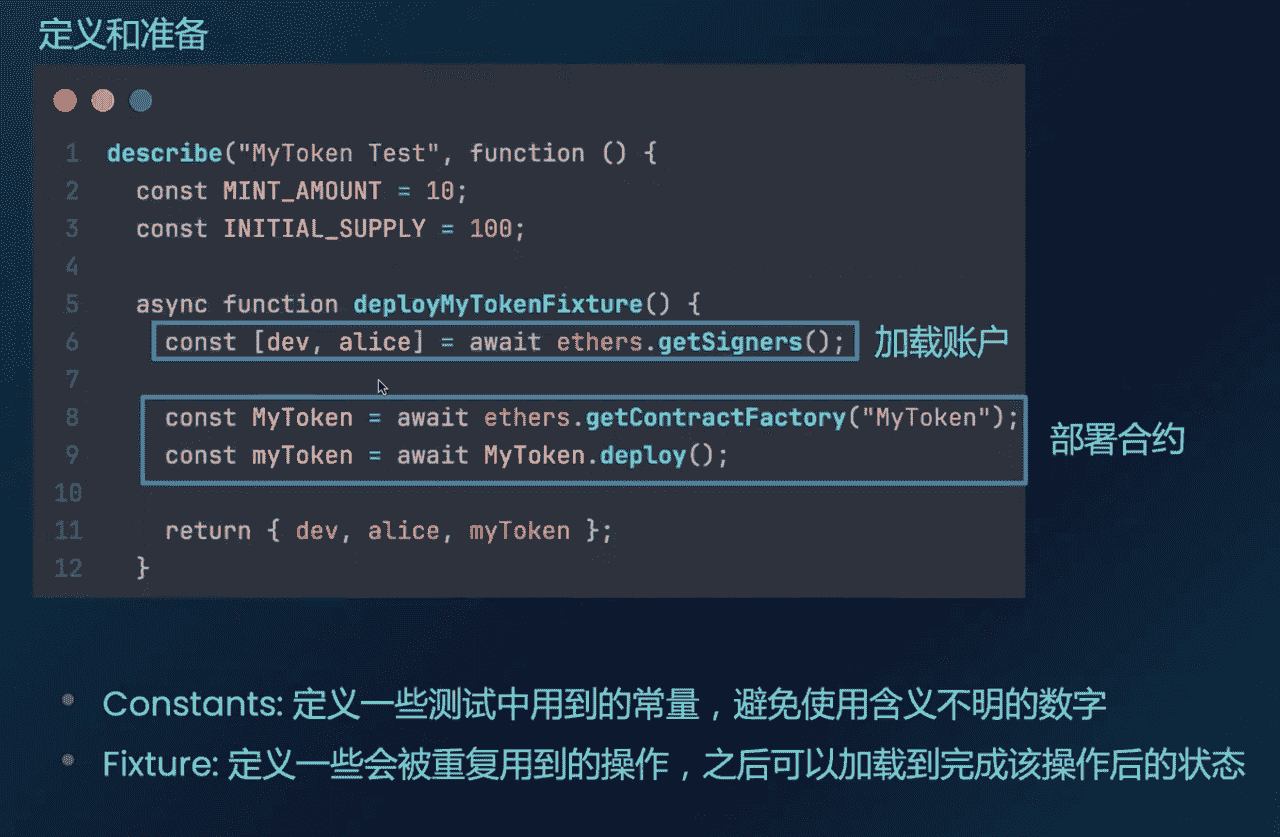 定义和准备
1 describe("MyToken Test", function () {
2   const MINT_AMOUNT = 10;
3   const INITIAL_SUPPLY = 100;
4
5   async function deployMyTokenFixture() {
6     const [dev, alice] = await ethers.getSigners(); 加载账户
7
8     const MyToken = await ethers.getContractFactory("MyToken");
部署合约
9     const myToken = await MyToken.deploy();
10
11     return { dev, alice, myToken };
12   }
• Constants: 定义一些测试中用到的常量，避免使用含义不明的数字
• Fixture: 定义一些会被重复用到的操作，之后可以加载到完成该操作后的状态